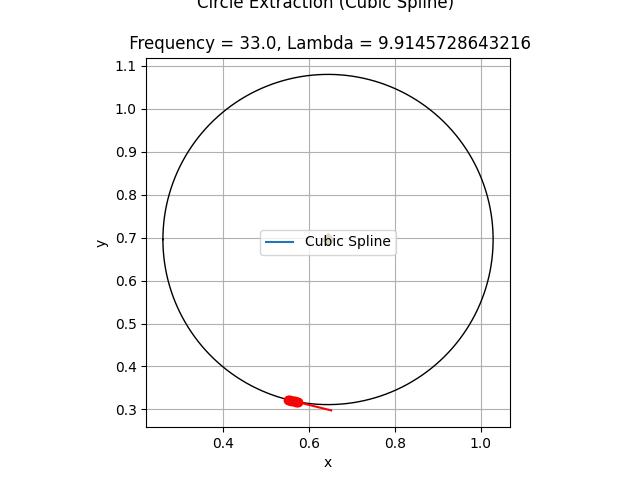 Circle Extraction (Cubic Spline)
Frequency = 33.0, Lambda = 9.9145728643216
1.1
1.0
0.9
0.8
0.7
0.6
0.5
0.4
0.3
y
Cubic Spline
0.4 0.6 0.8 1.0
x